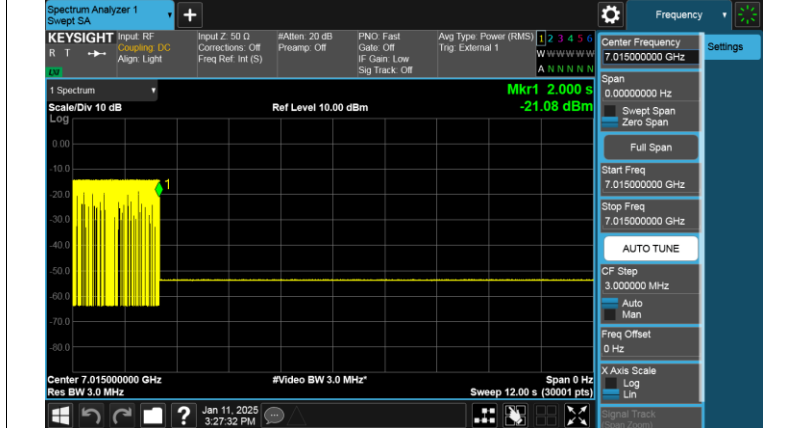 Spectrum Analyzer 1
Swept SA
Frequency
KEYSIGHT Input: RF Input Z: 50 Ω #Atten: 20 dB PNO: Fast Avg Type: Power (RMS) 1 2 3 4 5 6
R T Coupling: DC Corrections: Off Preamp: Off Gate: Off Trig: External 1
Align: Light Freq Ref: Int (S) IF Gain: Low W W W W W W
Sig Track: Off A N N N N N
LXI
1 Spectrum
Mkr1 2.000 s
Scale/Div 10 dB Ref Level 10.00 dBm -21.08 dBm
Log
0.00
-10.0
-20.0
-30.0
-40.0
-50.0
-60.0
-70.0
-80.0
1
Center 7.015000000 GHz #Video BW 3.0 MHz* Span 0 Hz
Res BW 3.0 MHz Sweep 12.00 s (30001 pts)
Jan 11, 2025
3:27:32 PM
Center Frequency
7.015000000 GHz
Settings
Span
0.00000000 Hz
Swept Span
Zero Span
Full Span
Start Freq
7.015000000 GHz
Stop Freq
7.015000000 GHz
AUTO TUNE
CF Step
3.000000 MHz
Auto
Man
Freq Offset
0 Hz
X Axis Scale
Log
Lin
Signal Track
(Span Zoom)